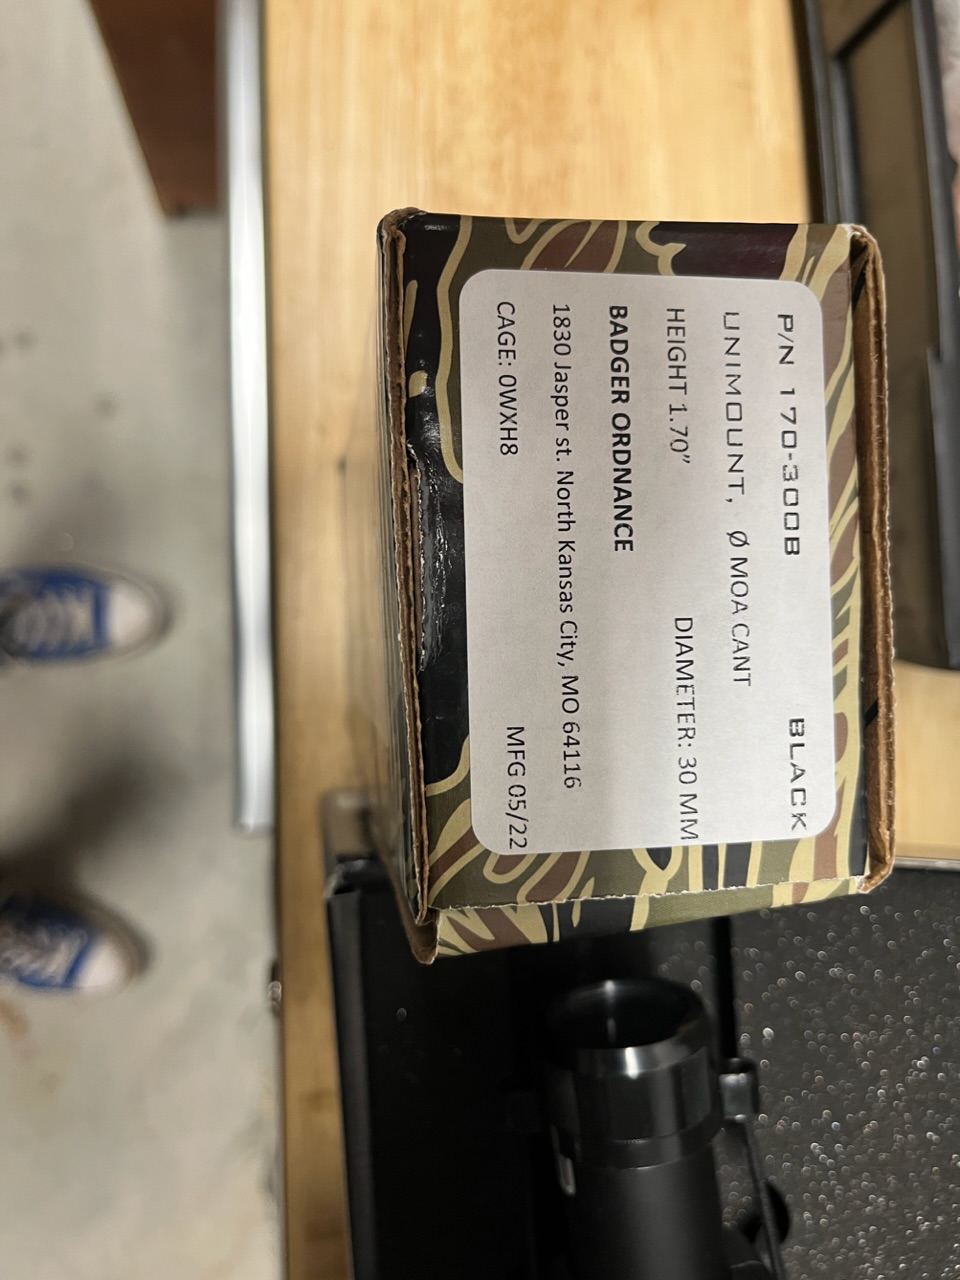 P/N 170-300B BLACK
UNIMOUNT, Ø MOA CANT
HEIGHT 1.70” DIAMETER: 30 MM
BADGER ORDNANCE
1830 Jasper st. North Kansas City, MO 64116
CAGE: 0WXH8 MFG 05/22